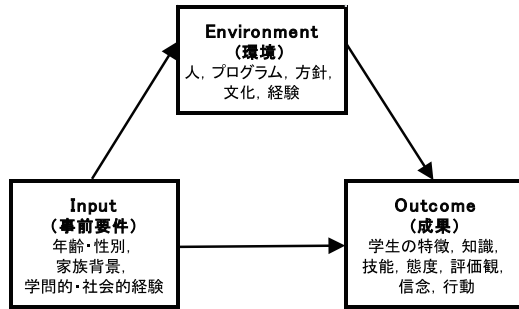 Environment
（環境）
人，プログラム，方針，
文化，経験
Input
（事前要件）
年齢・性別，
家族背景，
学問的・社会的経験
Outcome
（成果）
学生の特徴，知識，
技能，態度，評価観，
信念，行動